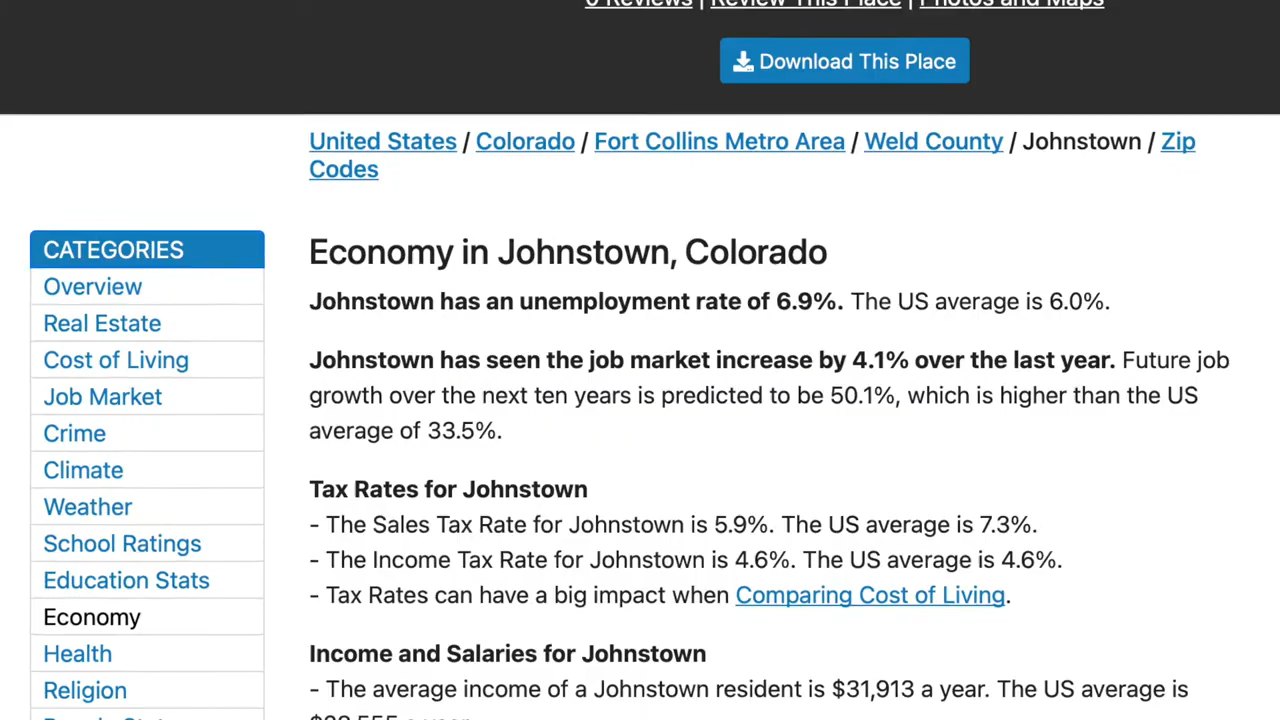 0 Reviews | Review This Place | Photos and Maps
Download This Place
United States / Colorado / Fort Collins Metro Area / Weld County / Johnstown / Zip
Codes
CATEGORIES
Overview
Real Estate
Cost of Living
Job Market
Crime
Climate
Weather
School Ratings
Education Stats
Economy
Health
Religion
Economy in Johnstown, Colorado
Johnstown has an unemployment rate of 6.9%. The US average is 6.0%.
Johnstown has seen the job market increase by 4.1% over the last year. Future job
growth over the next ten years is predicted to be 50.1%, which is higher than the US
average of 33.5%.
Tax Rates for Johnstown
- The Sales Tax Rate for Johnstown is 5.9%. The US average is 7.3%.
- The Income Tax Rate for Johnstown is 4.6%. The US average is 4.6%.
- Tax Rates can have a big impact when Comparing Cost of Living.
Income and Salaries for Johnstown
- The average income of a Johnstown resident is $31,913 a year. The US average is